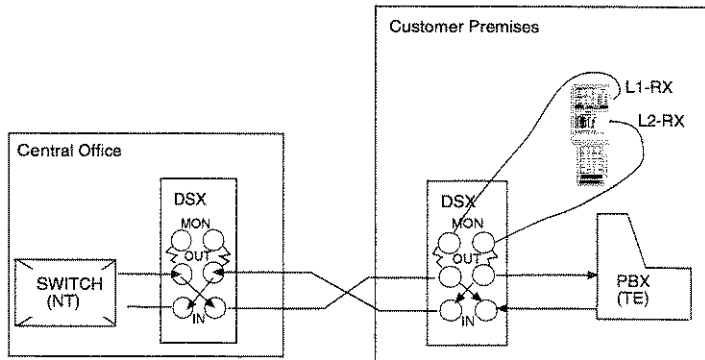 Customer Premises
L1-RX
L2-RX
Central Office
DSX
MON
OUT
IN
SWITCH
(NT)
DSX
MON
OUT
IN
PBX
(TE)